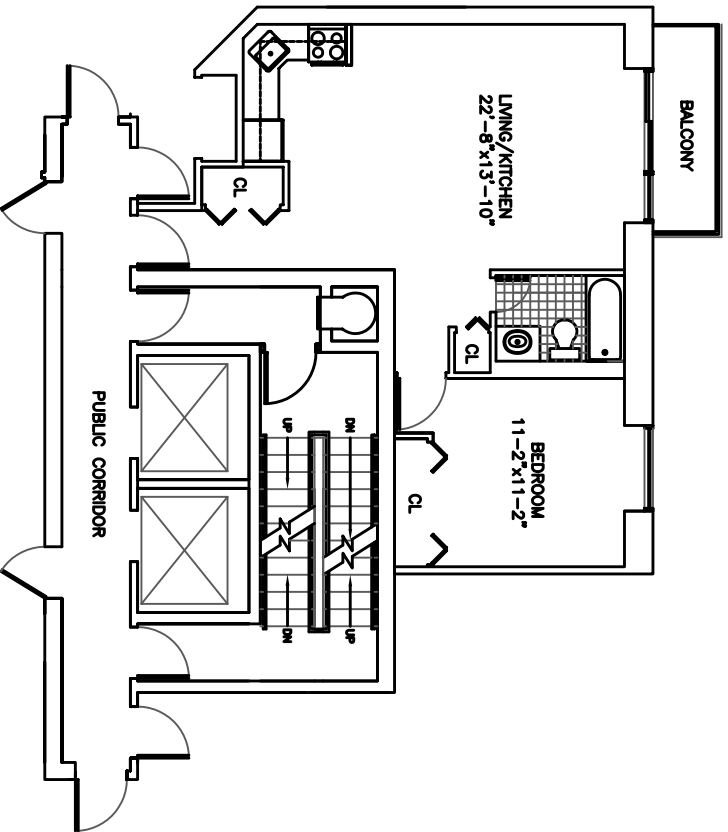 BALCONY
LIVING/KITCHEN
22'-8"x13'-10"
CL
CL
BEDROOM
11-2"x11-2"
CL
PUBLIC CORRIDOR
UP
DN
DN
UP